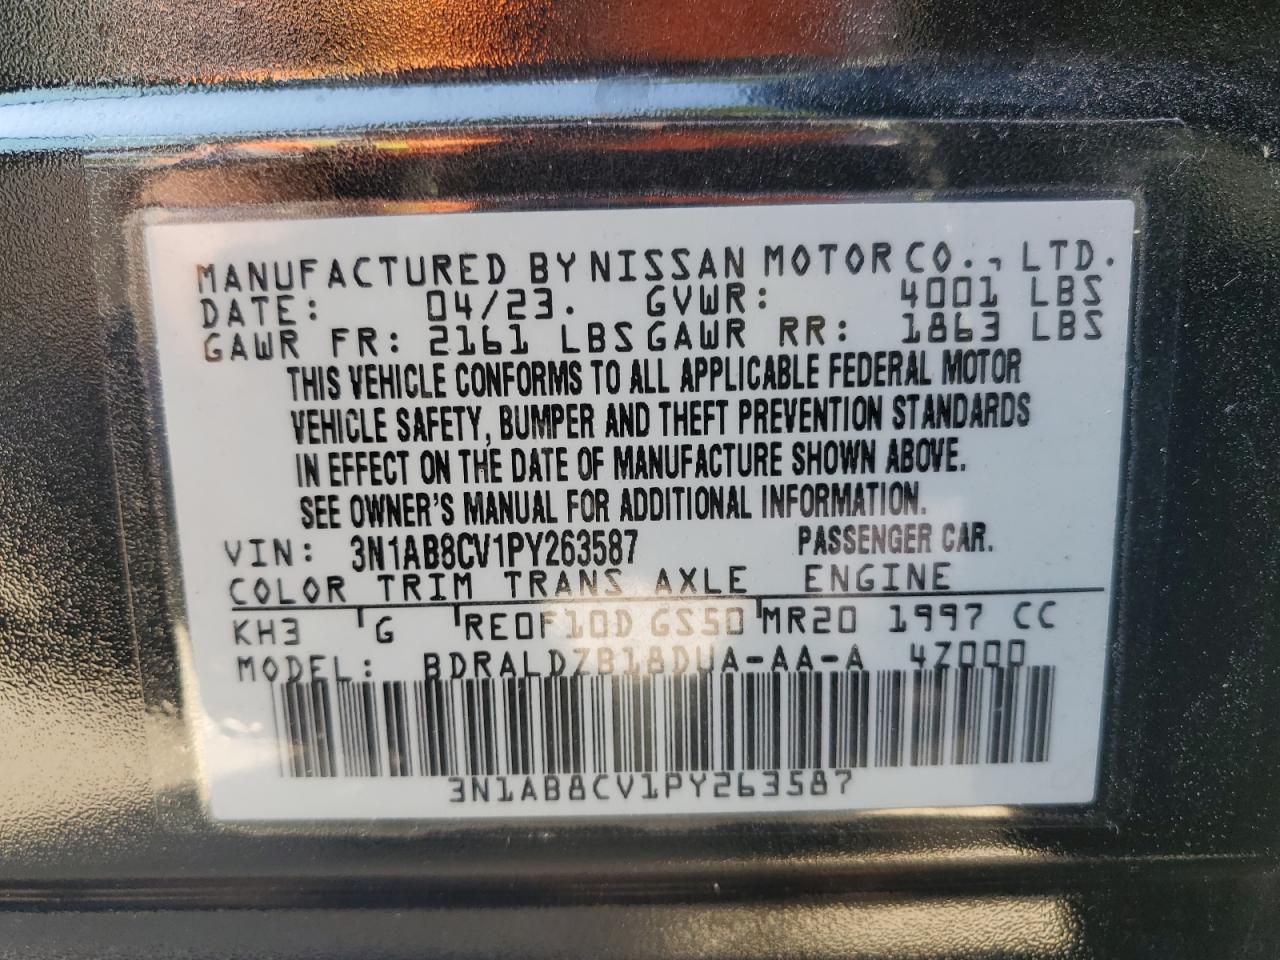 MANUFACTURED BY NISSAN MOTOR CO., LTD.
DATE: 04/23. GVWR: 4001 LBS
GAWR FR: 2161 LBS GAWR RR: 1863 LBS
THIS VEHICLE CONFORMS TO ALL APPLICABLE FEDERAL MOTOR
VEHICLE SAFETY, BUMPER AND THEFT PREVENTION STANDARDS
IN EFFECT ON THE DATE OF MANUFACTURE SHOWN ABOVE.
SEE OWNER'S MANUAL FOR ADDITIONAL INFORMATION.
VIN: 3N1AB8CV1PY263587 PASSENGER CAR.
COLOR TRIM TRANS AXLE ENGINE
KH3 G RE0F10D GS50 MR20 1997 CC
MODEL: BDRALDZB18DUA-AA-A 4Z000
3N1AB8CV1PY263587